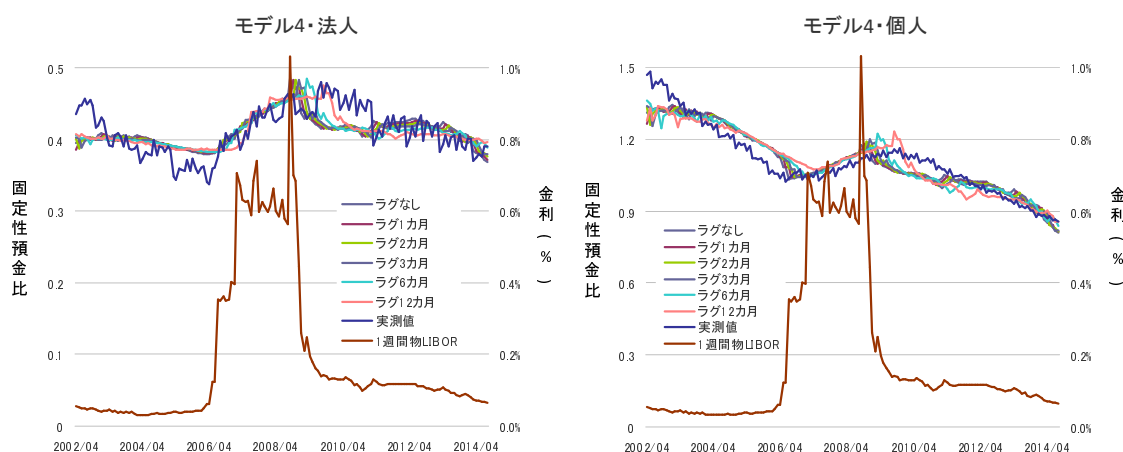 モデル4・法人
0.5
0.4
0.3
0.2
0.1
0
1.0%
0.8%
0.6%
0.4%
0.2%
0.0%
固定性預金比
金利(%)
ラグなし
ラグ1カ月
ラグ2カ月
ラグ3カ月
ラグ6カ月
ラグ12カ月
実測値
1週間物LIBOR
2002/04 2004/04 2006/04 2008/04 2010/04 2012/04 2014/04
モデル4・個人
1.5
1.2
0.9
0.6
0.3
0
1.0%
0.8%
0.6%
0.4%
0.2%
0.0%
固定性預金比
金利(%)
ラグなし
ラグ1カ月
ラグ2カ月
ラグ3カ月
ラグ6カ月
ラグ12カ月
実測値
1週間物LIBOR
2002/04 2004/04 2006/04 2008/04 2010/04 2012/04 2014/04